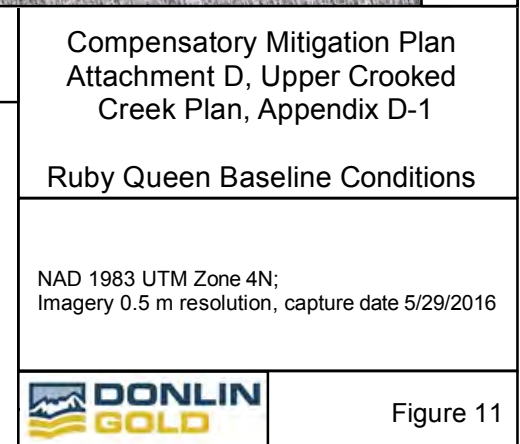 Compensatory Mitigation Plan
Attachment D, Upper Crooked
Creek Plan, Appendix D-1
Ruby Queen Baseline Conditions
NAD 1983 UTM Zone 4N;
Imagery 0.5 m resolution, capture date 5/29/2016
DONLIN
GOLD
Figure 11